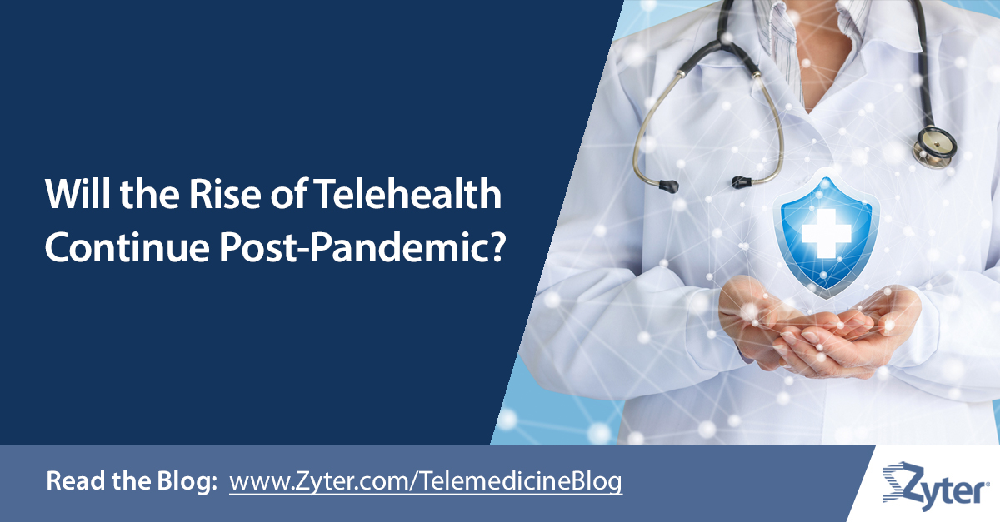 Will the Rise of Telehealth
Continue Post-Pandemic?
Read the Blog: www.Zyter.com/TelemedicineBlog
Zyter®